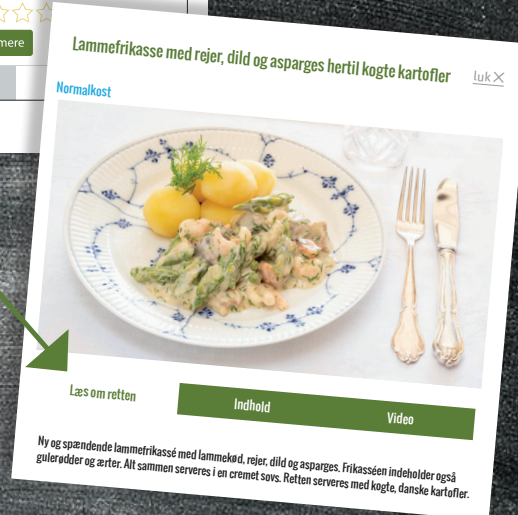 mere
Lammefrikasse med rejer, dild og asparges hertil kogte kartofler
luk
Normalkost
Læs om retten
Indhold
Video
Ny og spændende lammefrikassé med lammekød, rejer, dild og asparges. Frikasséen indeholder også
gulerødder og ærter. Alt sammen serveres i en cremet sovs. Retten serveres med kogte, danske kartofler.